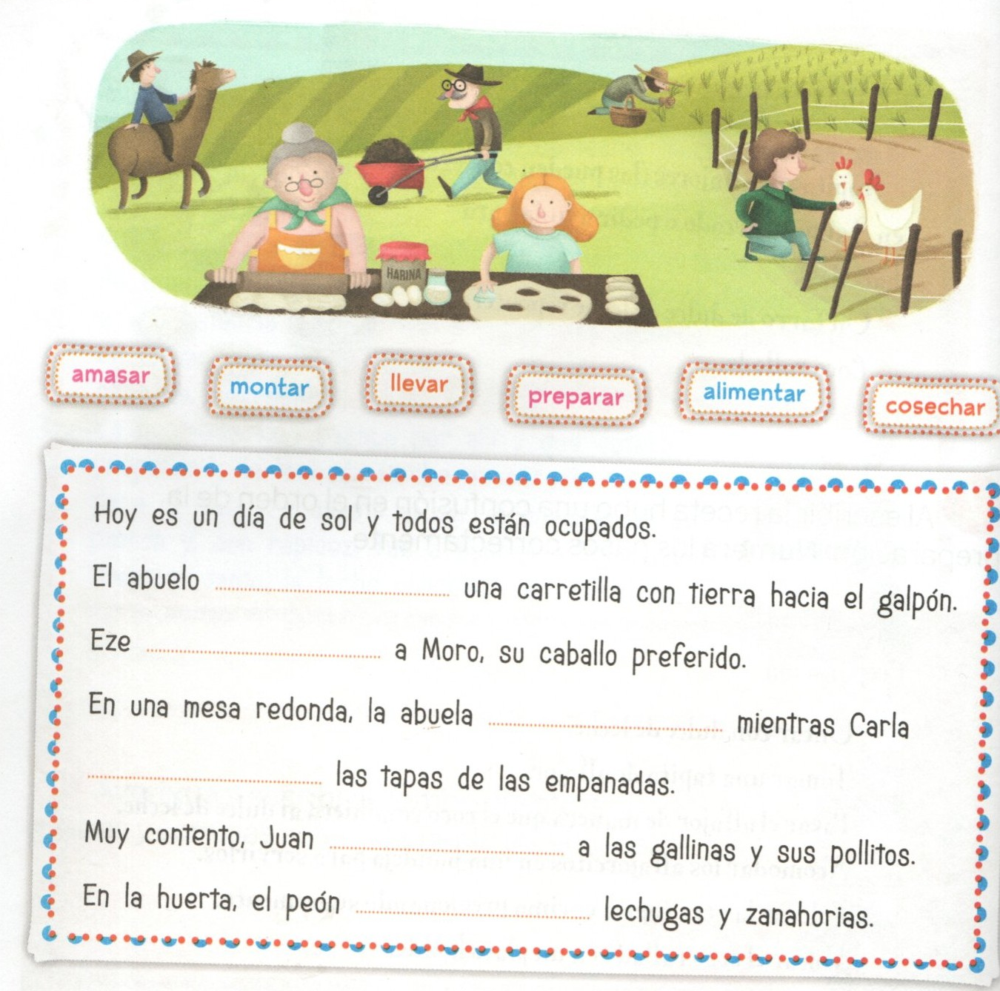 HARINA
amasar
montar
llevar
preparar
alimentar
cosechar
Hoy es un día de sol y todos están ocupados.
El abuelo ........ una carretilla con tierra hacia el galpón.
Eze ........ a Moro, su caballo preferido.
En una mesa redonda, la abuela ........ mientras Carla
........ las tapas de las empanadas.
Muy contento, Juan ........ a las gallinas y sus pollitos.
En la huerta, el peón ........ lechugas y zanahorias.